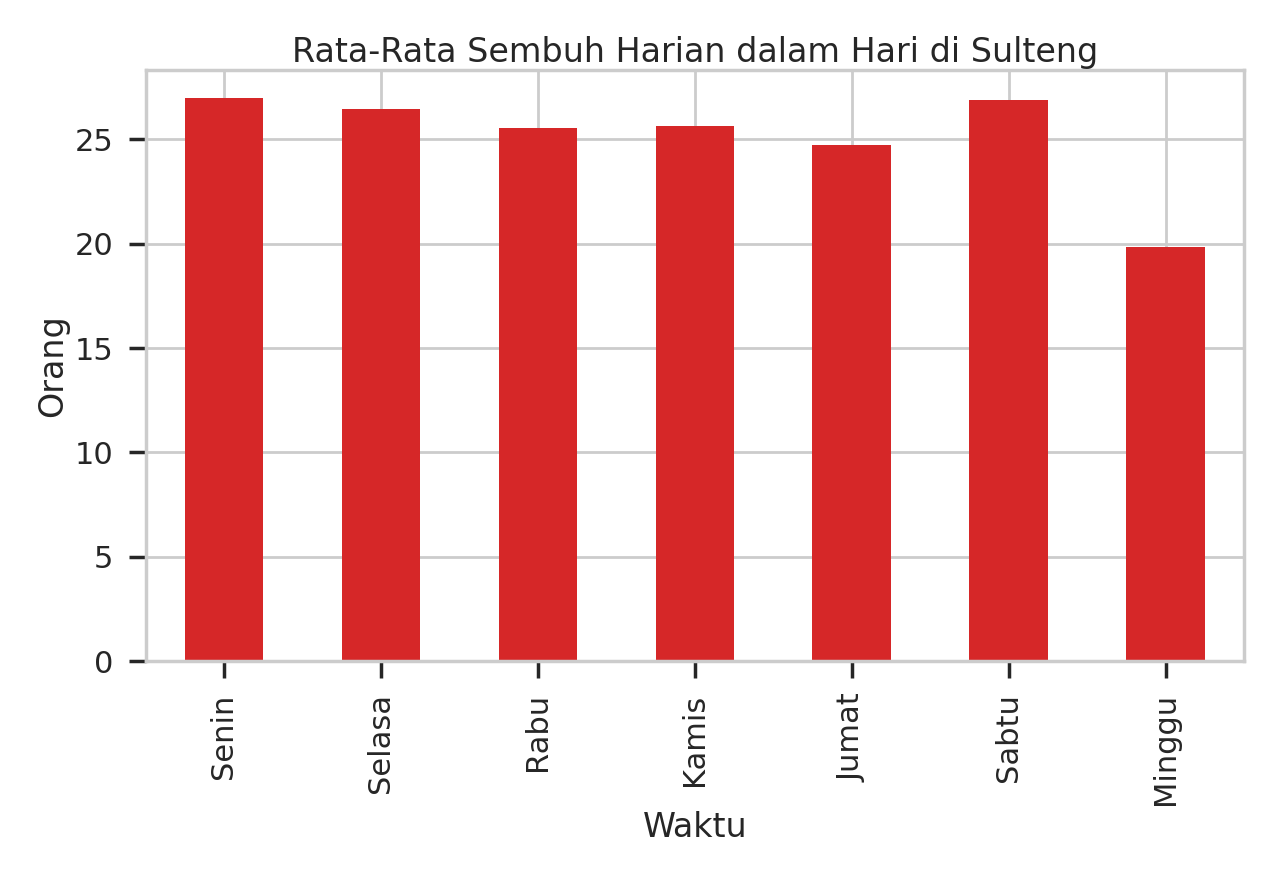 Rata-Rata Sembuh Harian dalam Hari di Sulteng
Orang
25
20
15
10
5
0
Senin
Selasa
Rabu
Kamis
Jumat
Sabtu
Minggu
Waktu